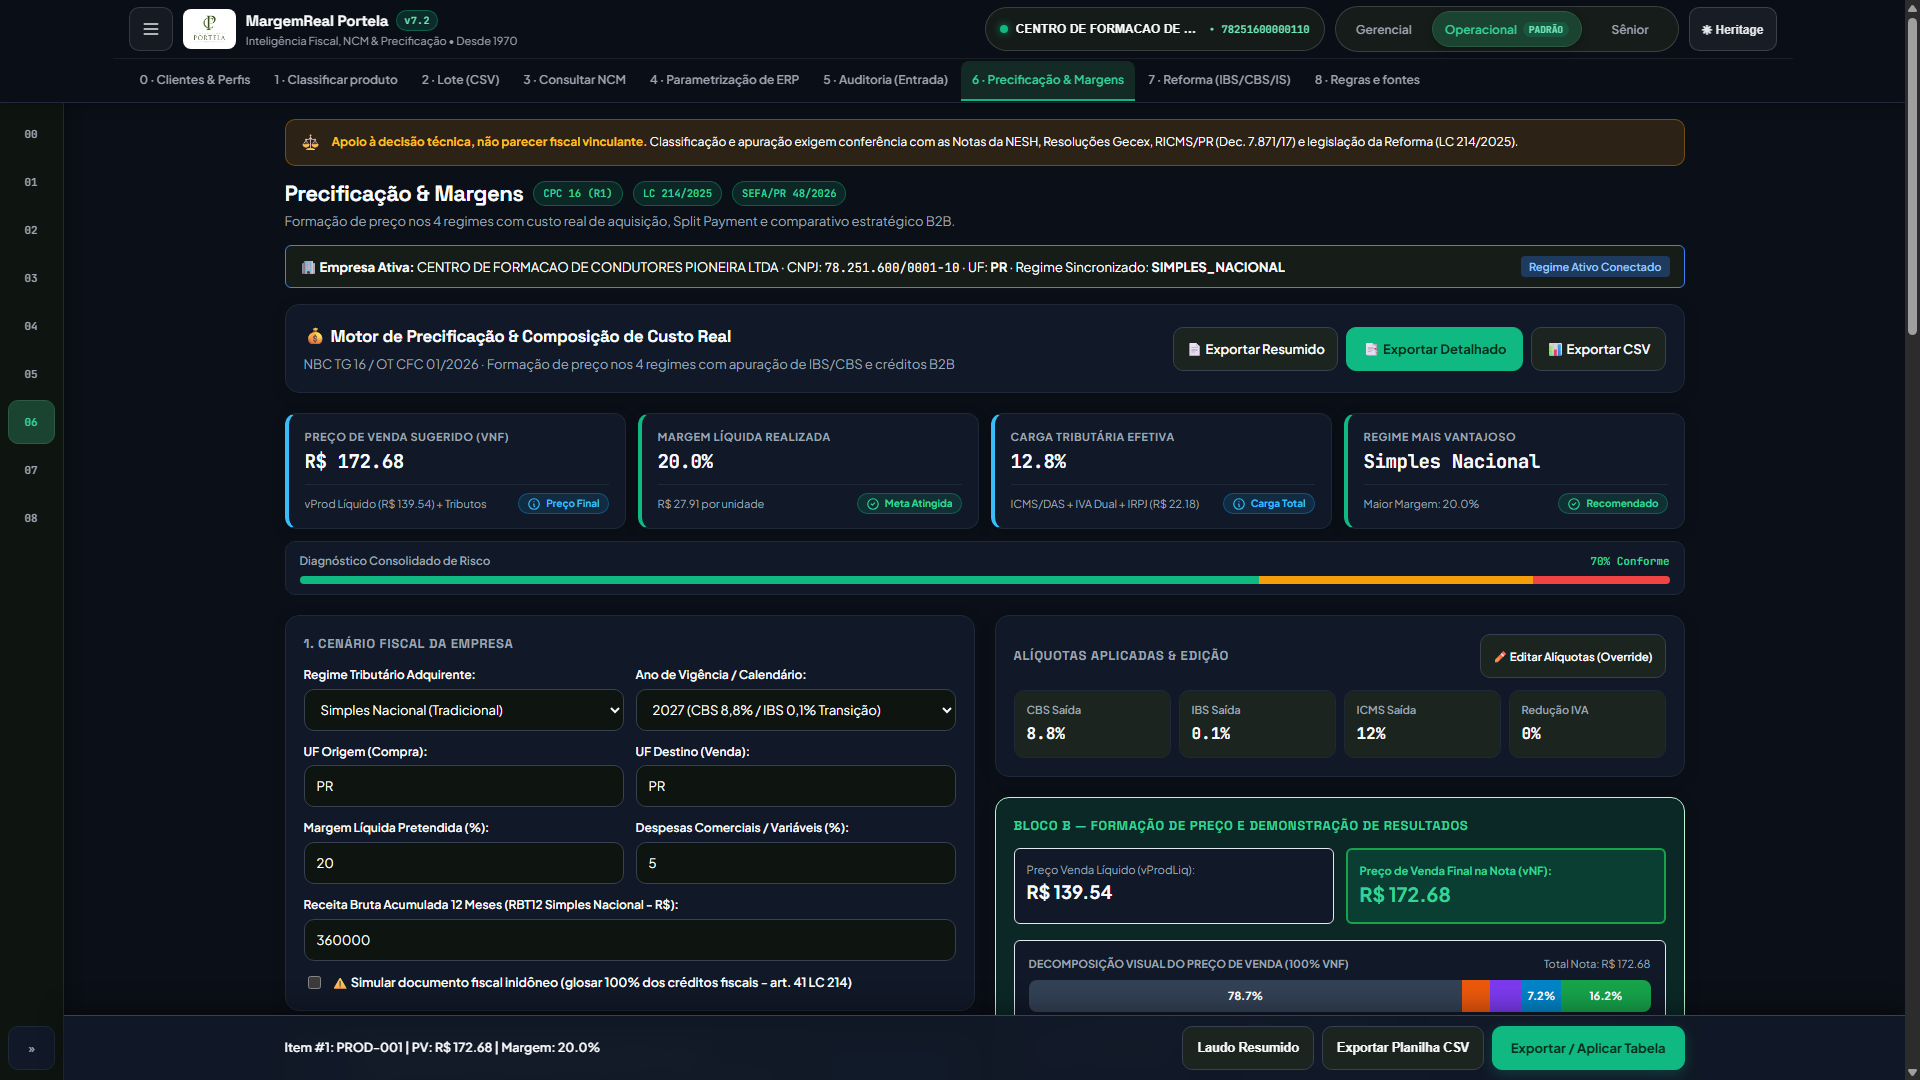 MargemReal Portela v7.2
PORTELA
Inteligência Fiscal, NCM & Precificação • Desde 1970
CENTRO DE FORMACAO DE ... • 78251600000110
Gerencial
Operacional PADRÃO
Sênior
Heritage
0 · Clientes & Perfis
1 · Classificar produto
2 · Lote (CSV)
3 · Consultar NCM
4 · Parametrização de ERP
5 · Auditoria (Entrada)
6 · Precificação & Margens
7 · Reforma (IBS/CBS/IS)
8 · Regras e fontes
00
01
02
03
04
05
06
07
08
»
Apoio à decisão técnica, não parecer fiscal vinculante. Classificação e apuração exigem conferência com as Notas da NESH, Resoluções Gecex, RICMS/PR (Dec. 7.871/17) e legislação da Reforma (LC 214/2025).
Precificação & Margens CPC 16 (R1) LC 214/2025 SEFA/PR 48/2026
Formação de preço nos 4 regimes com custo real de aquisição, Split Payment e comparativo estratégico B2B.
Empresa Ativa: CENTRO DE FORMACAO DE CONDUTORES PIONEIRA LTDA · CNPJ: 78.251.600/0001-10 · UF: PR · Regime Sincronizado: SIMPLES_NACIONAL
Regime Ativo Conectado
Motor de Precificação & Composição de Custo Real
NBC TG 16 / OT CFC 01/2026 · Formação de preço nos 4 regimes com apuração de IBS/CBS e créditos B2B
Exportar Resumido
Exportar Detalhado
Exportar CSV
PREÇO DE VENDA SUGERIDO (VNF)
R$ 172.68
vProd Líquido (R$ 139.54) + Tributos
Preço Final
MARGEM LÍQUIDA REALIZADA
20.0%
R$ 27.91 por unidade
Meta Atingida
CARGA TRIBUTÁRIA EFETIVA
12.8%
ICMS/DAS + IVA Dual + IRPJ (R$ 22.18)
Carga Total
REGIME MAIS VANTAJOSO
Simples Nacional
Maior Margem: 20.0%
Recomendado
Diagnóstico Consolidado de Risco
70% Conforme
1. CENÁRIO FISCAL DA EMPRESA
Regime Tributário Adquirente:
Simples Nacional (Tradicional)
Ano de Vigência / Calendário:
2027 (CBS 8,8% / IBS 0,1% Transição)
UF Origem (Compra):
PR
UF Destino (Venda):
PR
Margem Líquida Pretendida (%):
20
Despesas Comerciais / Variáveis (%):
5
Receita Bruta Acumulada 12 Meses (RBT12 Simples Nacional - R$):
360000
Simular documento fiscal Inidôneo (glosar 100% dos créditos fiscais - art. 41 LC 214)
ALÍQUOTAS APLICADAS & EDIÇÃO
Editar Alíquotas (Override)
CBS Saída
8.8%
IBS Saída
0.1%
ICMS Saída
12%
Redução IVA
0%
BLOCO B — FORMAÇÃO DE PREÇO E DEMONSTRAÇÃO DE RESULTADOS
Preço Venda Líquido (vProdLiq):
R$ 139.54
Preço de Venda Final na Nota (vNF):
R$ 172.68
DECOMPOSIÇÃO VISUAL DO PREÇO DE VENDA (100% VNF)
Total Nota: R$ 172.68
78.7%
7.2%
16.2%
Item #1: PROD-001 | PV: R$ 172.68 | Margem: 20.0%
Laudo Resumido
Exportar Planilha CSV
Exportar / Aplicar Tabela